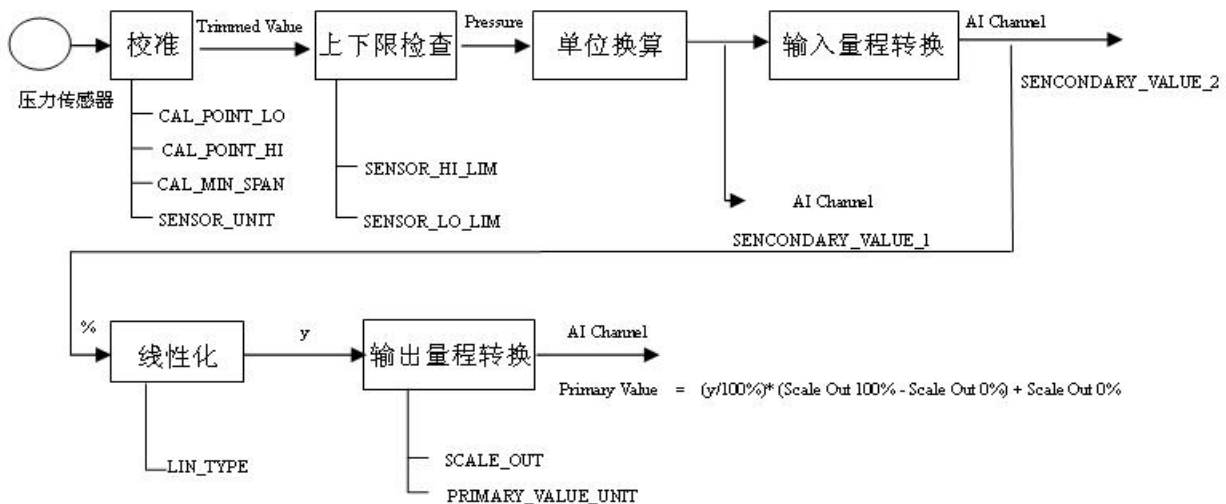 校准
Trimmed Value
上下限检查
Pressure
单位换算
输入量程转换
AI Channel
SENCONDARY_VALUE_2
压力传感器
CAL_POINT_LO
CAL_POINT_HI
CAL_MIN_SPAN
SENSOR_UNIT
SENSOR_HI_LIM
SENSOR_LO_LIM
AI Channel
SENCONDARY_VALUE_1
%
线性化
y
输出量程转换
AI Channel
Primary Value = (y/100%)* (Scale Out 100% - Scale Out 0%) + Scale Out 0%
LIN_TYPE
SCALE_OUT
PRIMARY_VALUE_UNIT